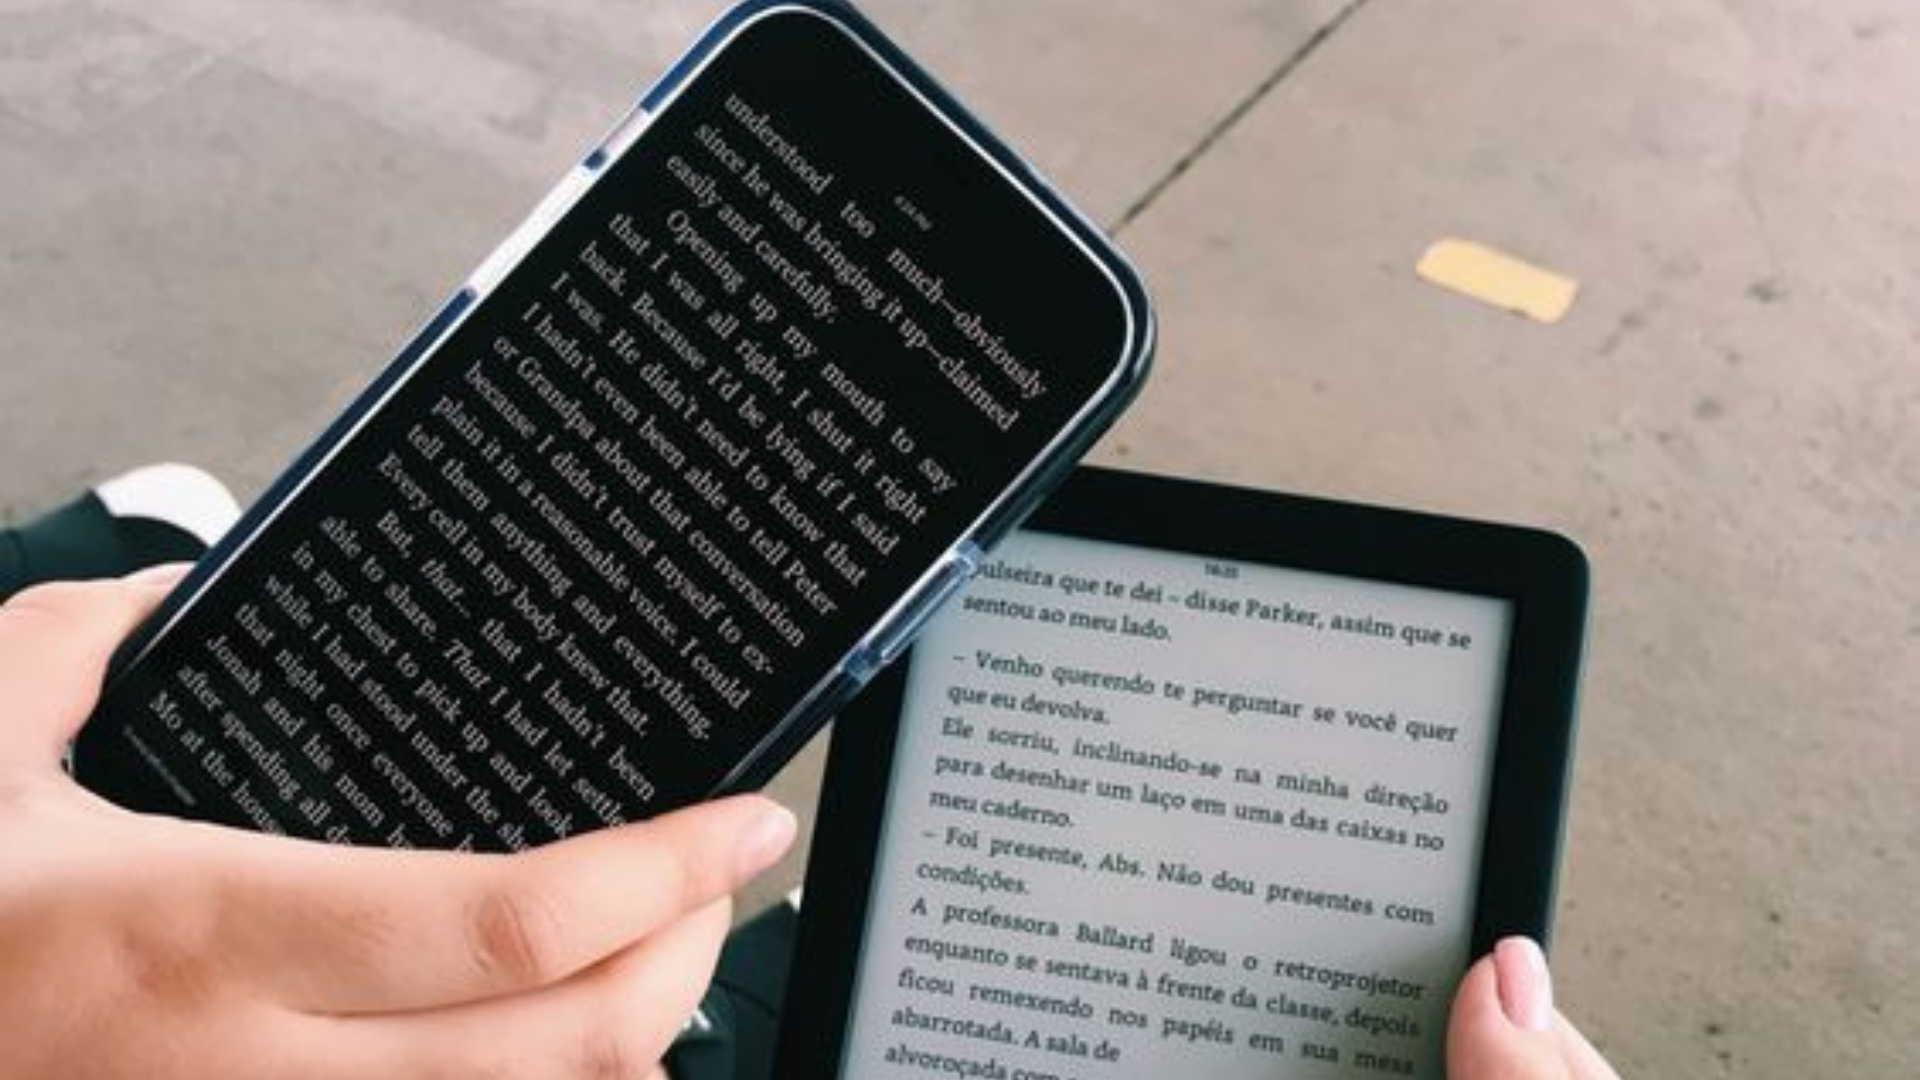 understood too much—obviously
since he was bringing it up—claimed
easily and carefully.
Opening up my mouth to say
that I was all right, I shut it right
back. Because I'd be lying if I said
I was. He didn't need to know that
I hadn't even been able to tell Peter
or Grandpa about that conversation
because I didn't trust myself to ex-
plain it in a reasonable voice. I could
tell them anything and everything.
Every cell in my body knew that.
But, that... that I hadn't been
able to share. That I had let settle
in my chest to pick up and look
while I had stood under the
that night once everyone
Jonah and his mom
after spending all
Mo at the
16:25
pulseira que te dei – disse Parker, assim que se
sentou ao meu lado.
– Venho querendo te perguntar se você quer
que eu devolva.
Ele sorriu, inclinando-se na minha direção
para desenhar um laço em uma das caixas no
meu caderno.
– Foi presente, Abs. Não dou presentes com
condições.
A professora Ballard ligou o retroprojetor
enquanto se sentava à frente da classe, depois
ficou remexendo nos papéis em sua mesa
abarrotada. A sala de
alvoroçada